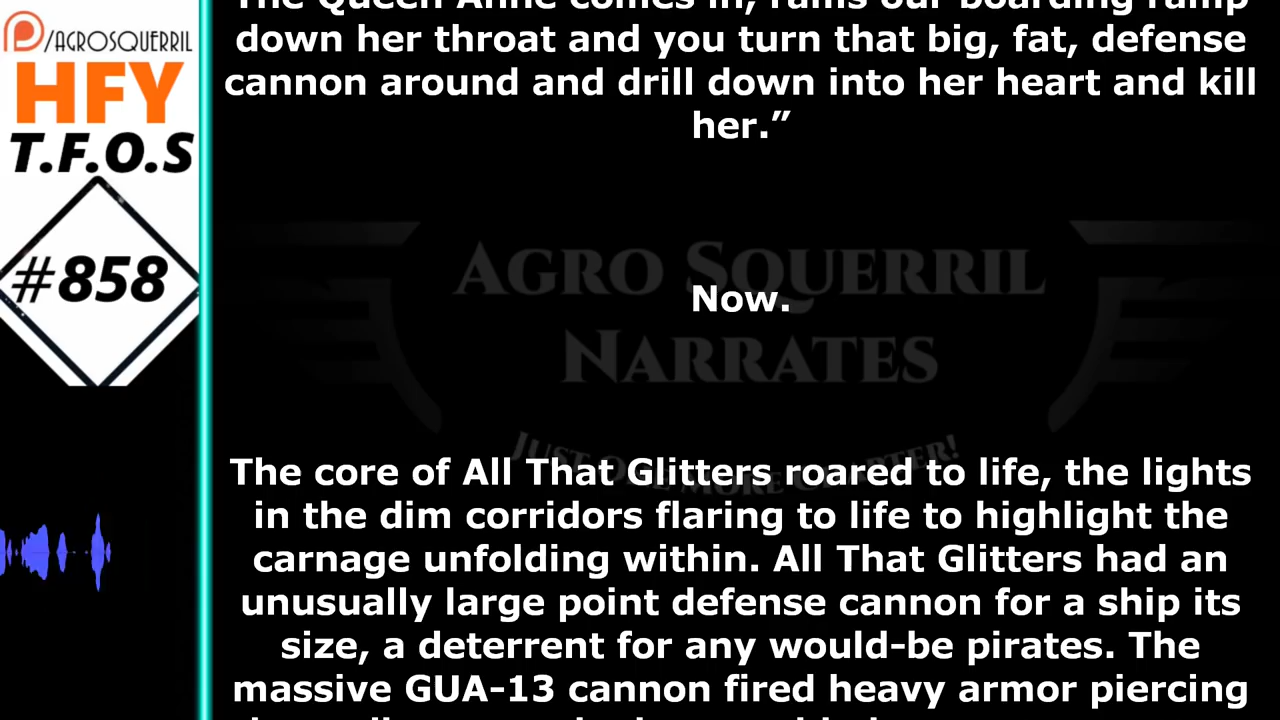 /AGROSQUERRIL
HFY
T.F.O.S
#858
The Queen Anne comes in, rams our boarding ramp
down her throat and you turn that big, fat, defense
cannon around and drill down into her heart and kill
her.”
Now.
AGRO SQUERRIL
NARRATES
JUST ONE MORE CHAPTER!
The core of All That Glitters roared to life, the lights
in the dim corridors flaring to life to highlight the
carnage unfolding within. All That Glitters had an
unusually large point defense cannon for a ship its
size, a deterrent for any would-be pirates. The
massive GUA-13 cannon fired heavy armor piercing